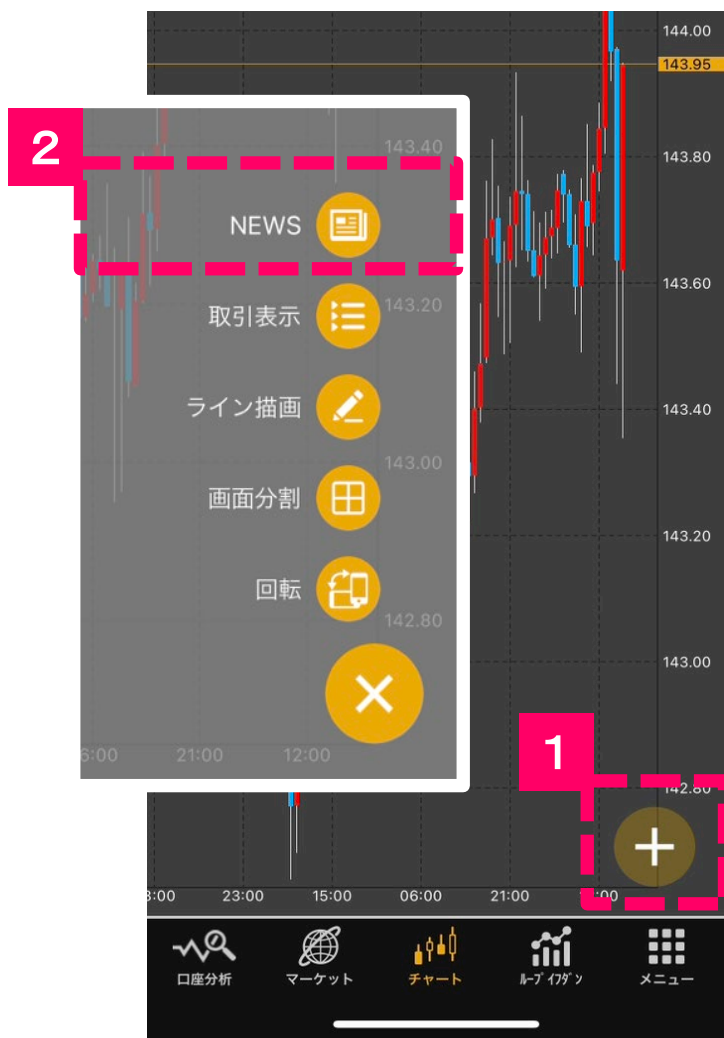 144.00
143.95
2
143.40
143.80
NEWS
143.60
取引表示
143.20
ライン描画
143.40
143.00
画面分割
143.20
回転
142.80
143.00
1
21:00
12:00
142.80
23:00
15:00
06:00
21:00
口座分析
マーケット
チャート
ループイフダン
メニュー